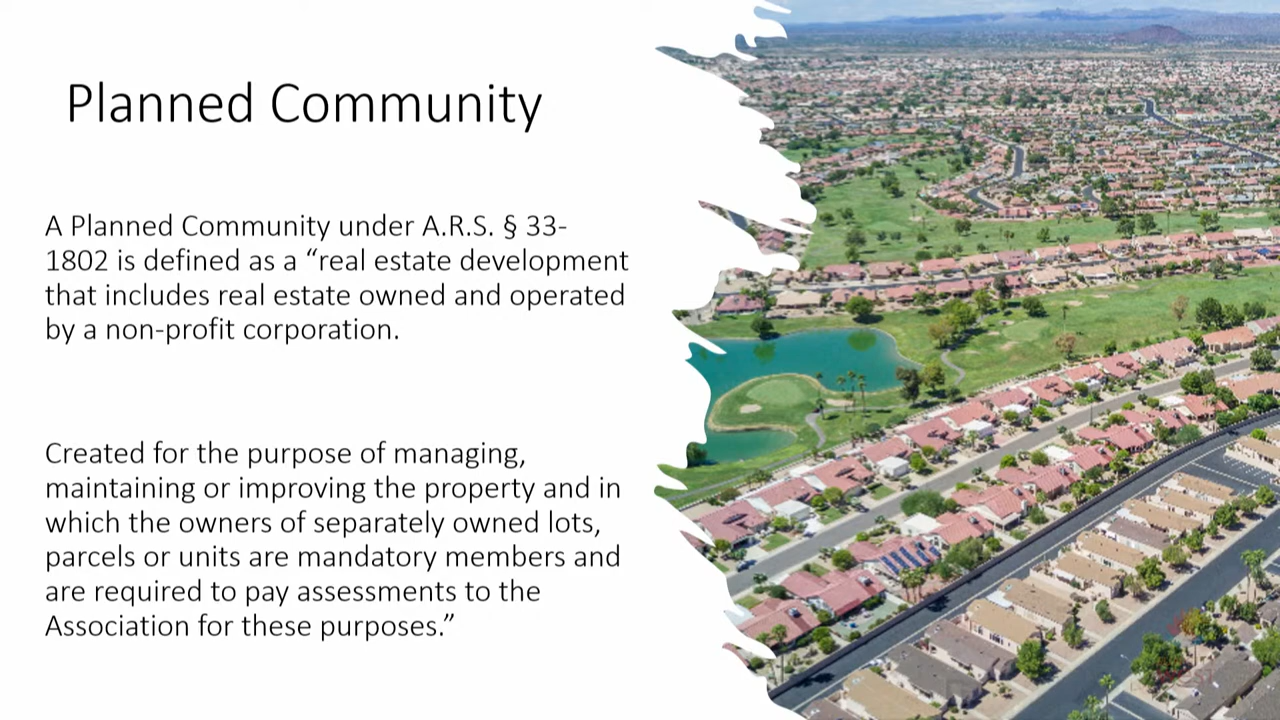 Planned Community
A Planned Community under A.R.S. § 33-
1802 is defined as a “real estate development
that includes real estate owned and operated
by a non-profit corporation.
Created for the purpose of managing,
maintaining or improving the property and in
which the owners of separately owned lots,
parcels or units are mandatory members and
are required to pay assessments to the
Association for these purposes.”